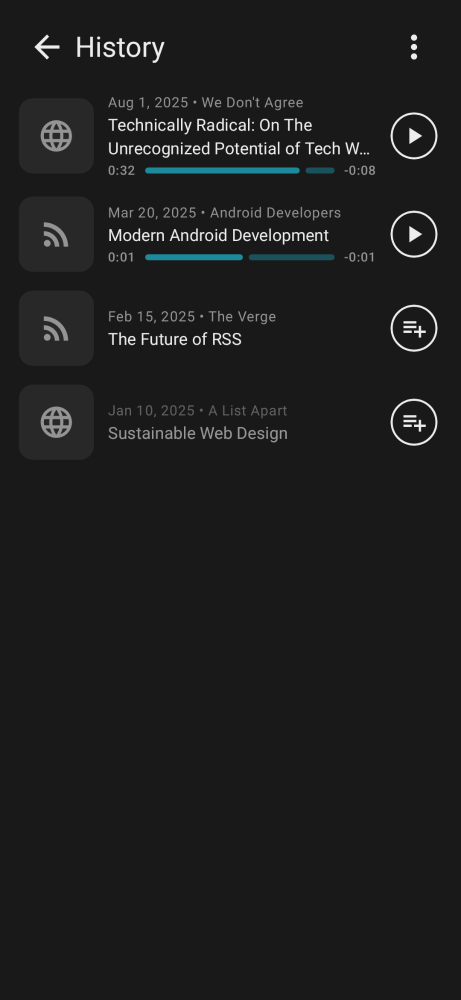 History
Aug 1, 2025 • We Don't Agree
Technically Radical: On The
Unrecognized Potential of Tech W…
0:32 -0:08
Mar 20, 2025 • Android Developers
Modern Android Development
0:01 -0:01
Feb 15, 2025 • The Verge
The Future of RSS
Jan 10, 2025 • A List Apart
Sustainable Web Design